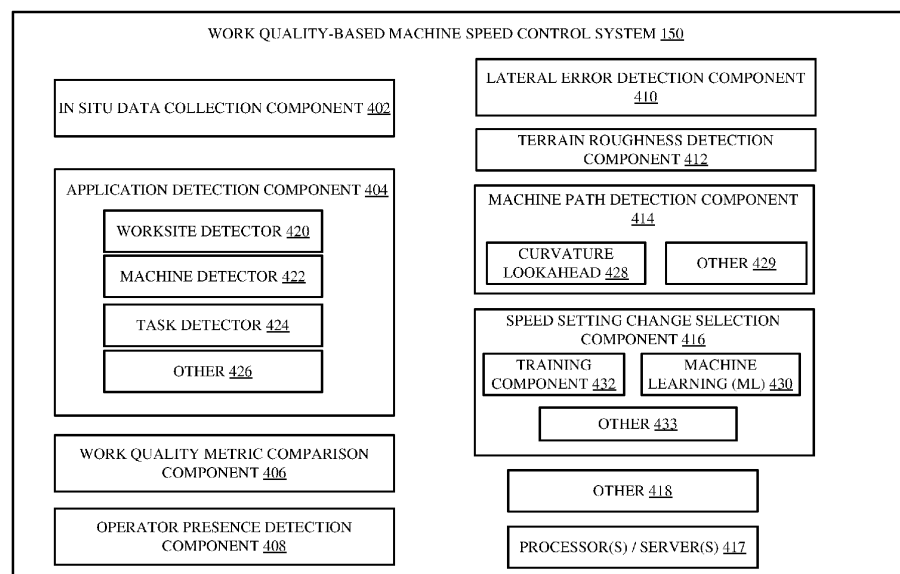 WORK QUALITY-BASED MACHINE SPEED CONTROL SYSTEM 150
IN SITU DATA COLLECTION COMPONENT 402
APPLICATION DETECTION COMPONENT 404
WORKSITE DETECTOR 420
MACHINE DETECTOR 422
TASK DETECTOR 424
OTHER 426
WORK QUALITY METRIC COMPARISON
COMPONENT 406
OPERATOR PRESENCE DETECTION
COMPONENT 408
LATERAL ERROR DETECTION COMPONENT
410
TERRAIN ROUGHNESS DETECTION
COMPONENT 412
MACHINE PATH DETECTION COMPONENT
414
CURVATURE
LOOKAHEAD 428
OTHER 429
SPEED SETTING CHANGE SELECTION
COMPONENT 416
TRAINING
COMPONENT 432
MACHINE
LEARNING (ML) 430
OTHER 433
OTHER 418
PROCESSOR(S) / SERVER(S) 417